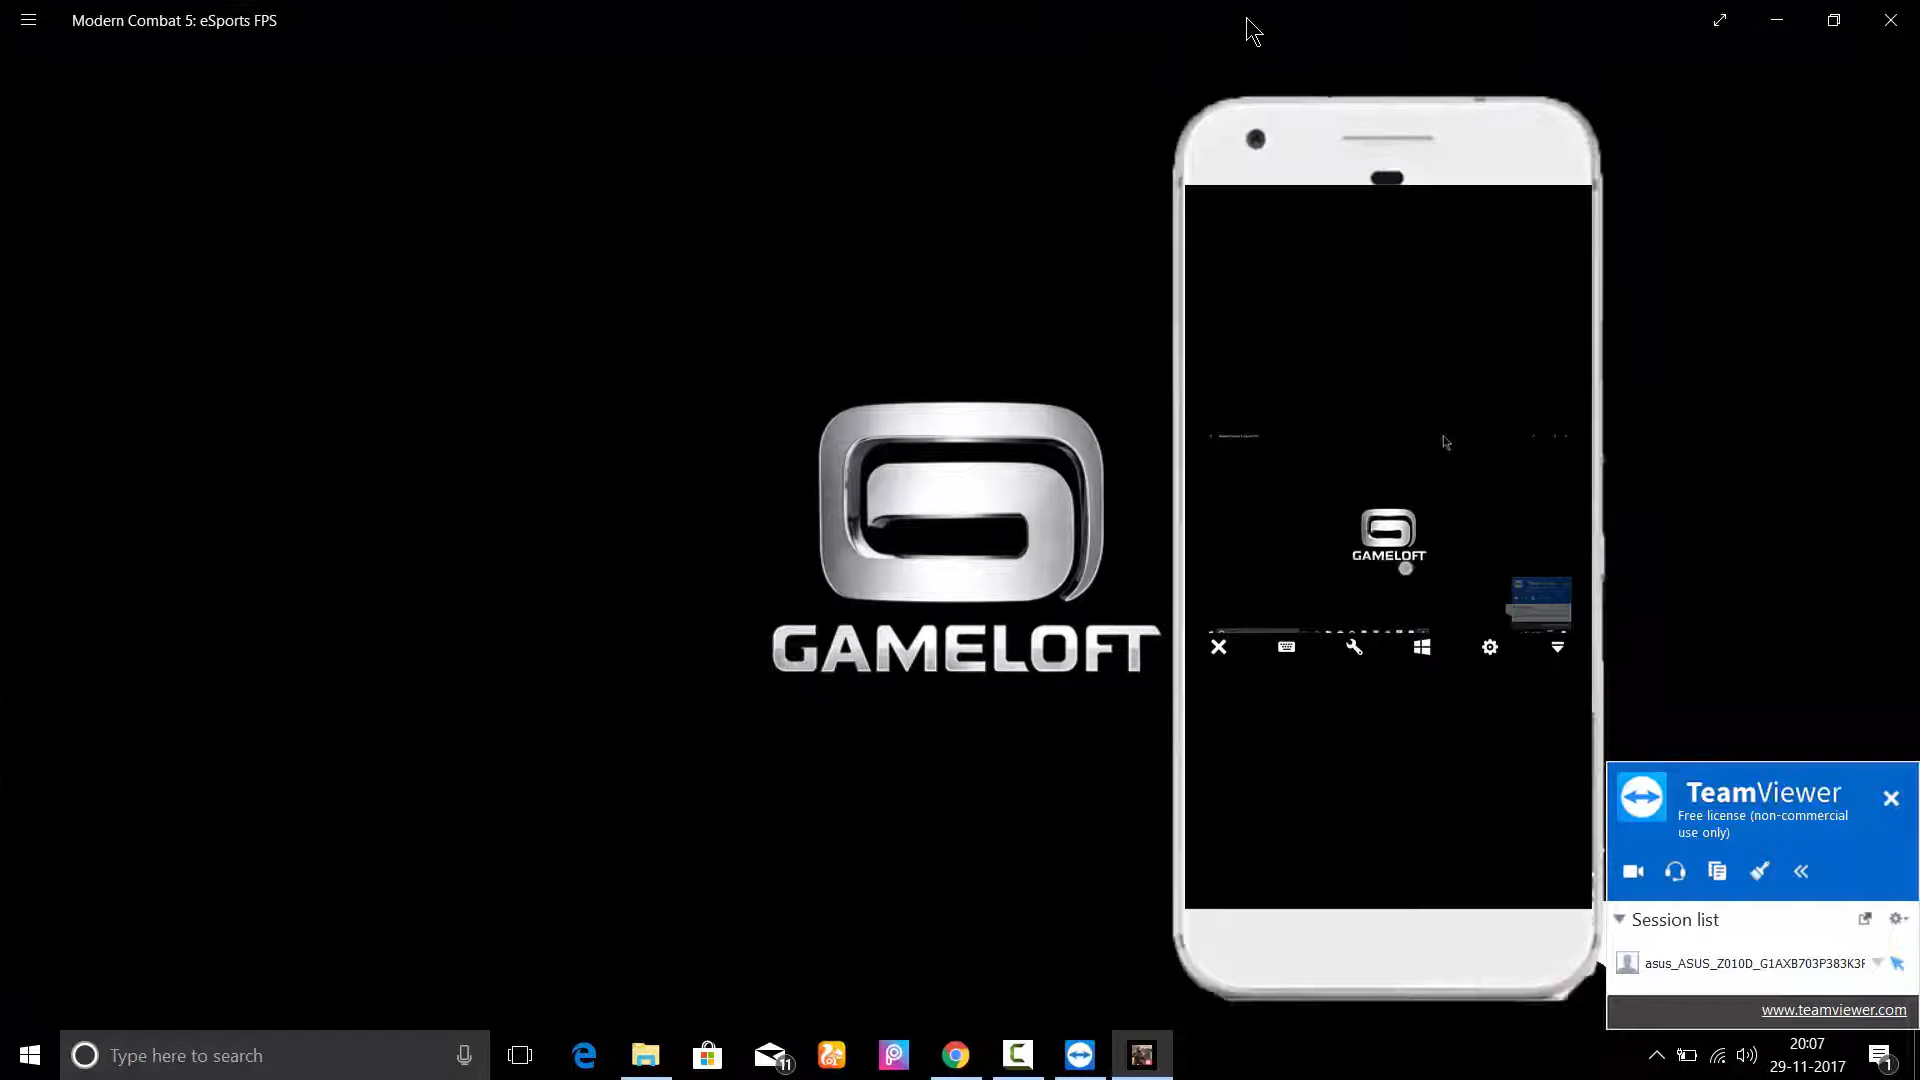 Modern Combat 5: eSports FPS
GAMELOFT
GAMELOFT
TeamViewer
Free license (non-commercial
use only)
Session list
asus_ASUS_Z010D_G1AXB703P383K3F
www.teamviewer.com
Type here to search
11
20:07
29-11-2017
1